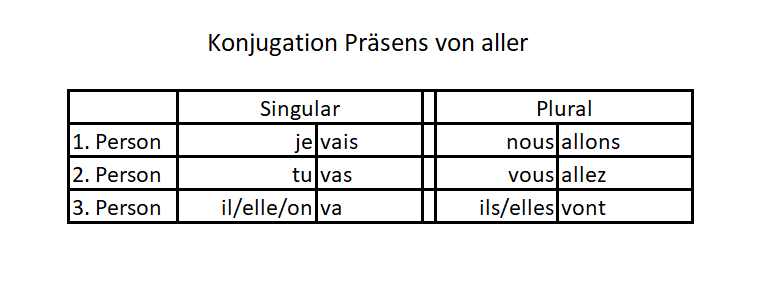 Konjugation Präsens von aller
Singular Plural
1. Person je vais nous allons
2. Person tu vas vous allez
3. Person il/elle/on va ils/elles vont